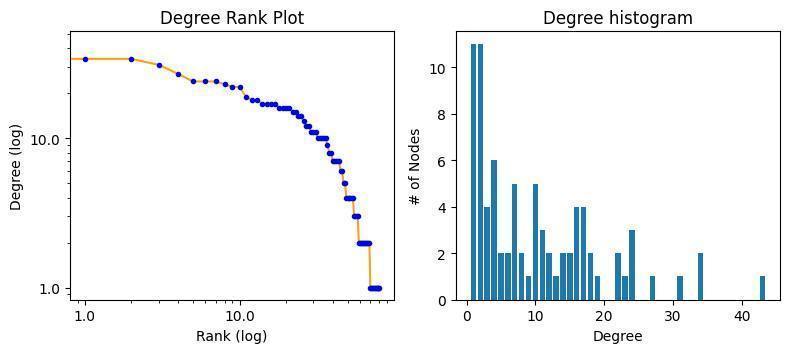 Degree Rank Plot
Degree (log)
10.0
1.0
1.0
10.0
Rank (log)
Degree histogram
# of Nodes
10
8
6
4
2
0
0
10
20
30
40
Degree